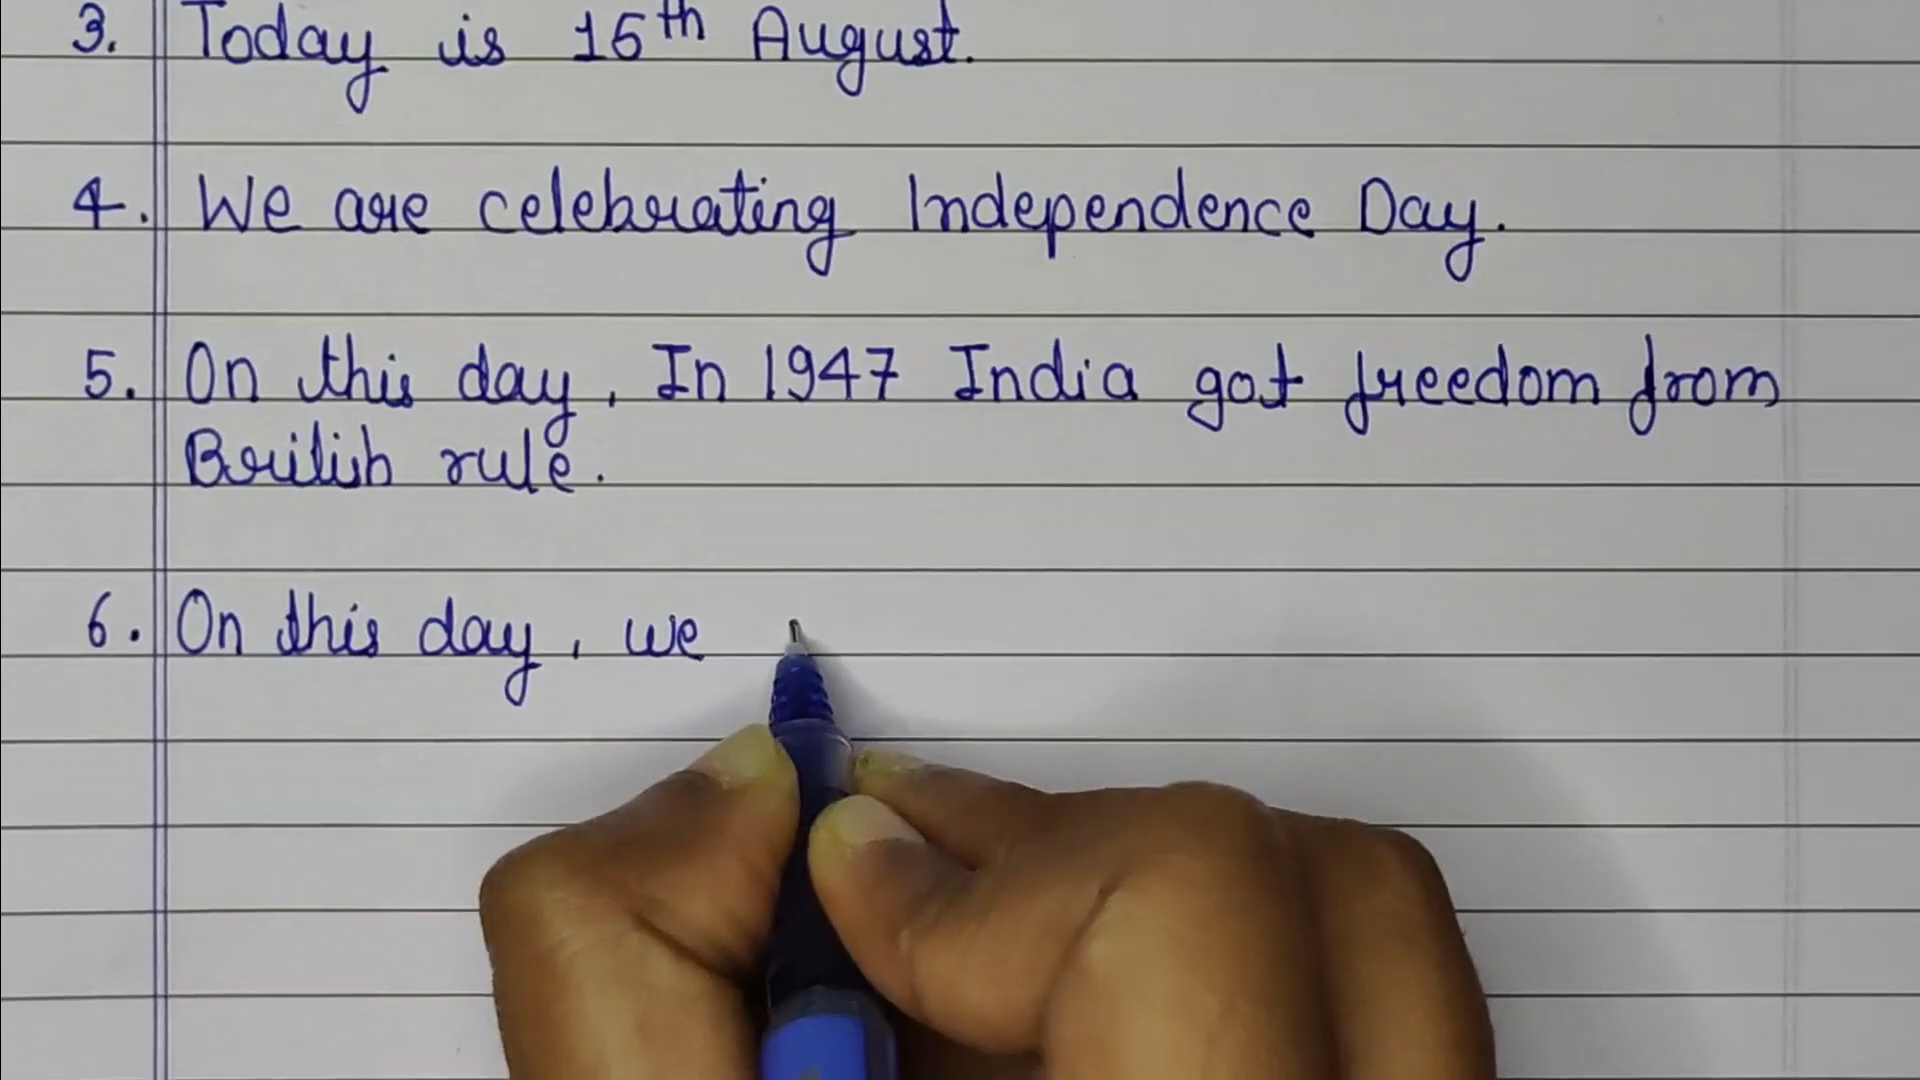 3. Today is 15th August.
4. We are celebrating Independence Day.
5. On this day, In 1947 India got freedom from
British rule.
6. On this day, we